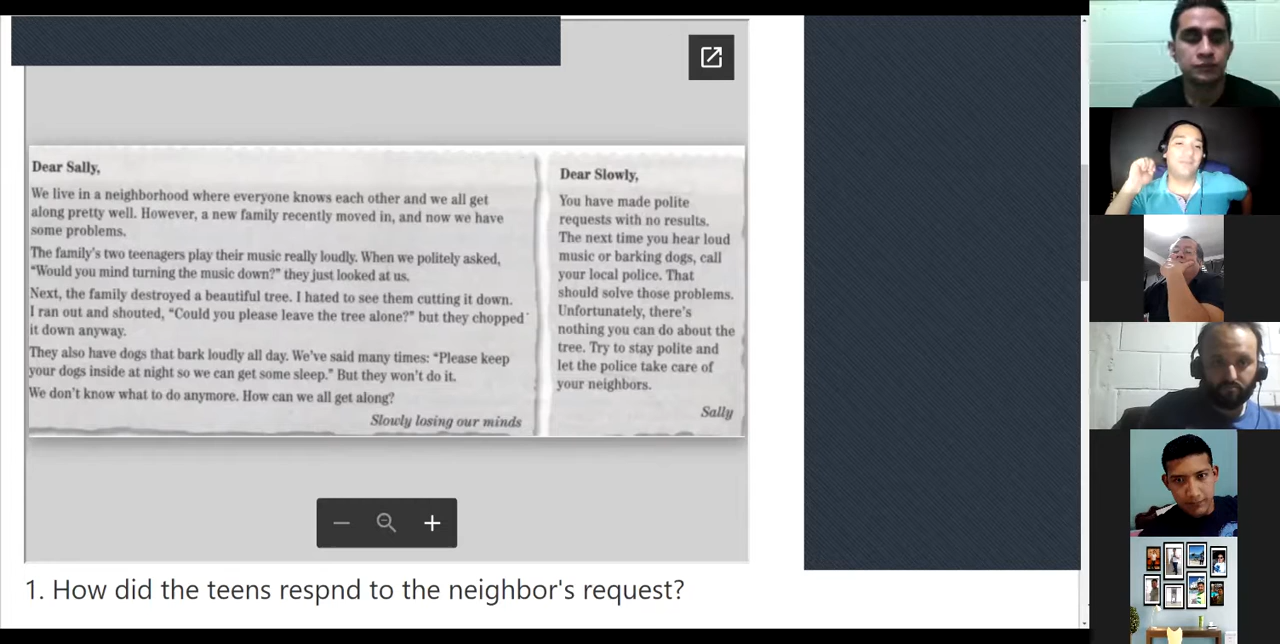 Dear Sally,
We live in a neighborhood where everyone knows each other and we all get
along pretty well. However, a new family recently moved in, and now we have
some problems.
The family's two teenagers play their music really loudly. When we politely asked,
"Would you mind turning the music down?" they just looked at us.
Next, the family destroyed a beautiful tree. I hated to see them cutting it down.
I ran out and shouted, "Could you please leave the tree alone?" but they chopped
it down anyway.
They also have dogs that bark loudly all day. We've said many times: "Please keep
your dogs inside at night so we can get some sleep." But they won't do it.
We don't know what to do anymore. How can we all get along?
Slowly losing our minds
Dear Slowly,
You have made polite
requests with no results.
The next time you hear loud
music or barking dogs, call
your local police. That
should solve those problems.
Unfortunately, there's
nothing you can do about the
tree. Try to stay polite and
let the police take care of
your neighbors.
Sally
1. How did the teens respnd to the neighbor's request?